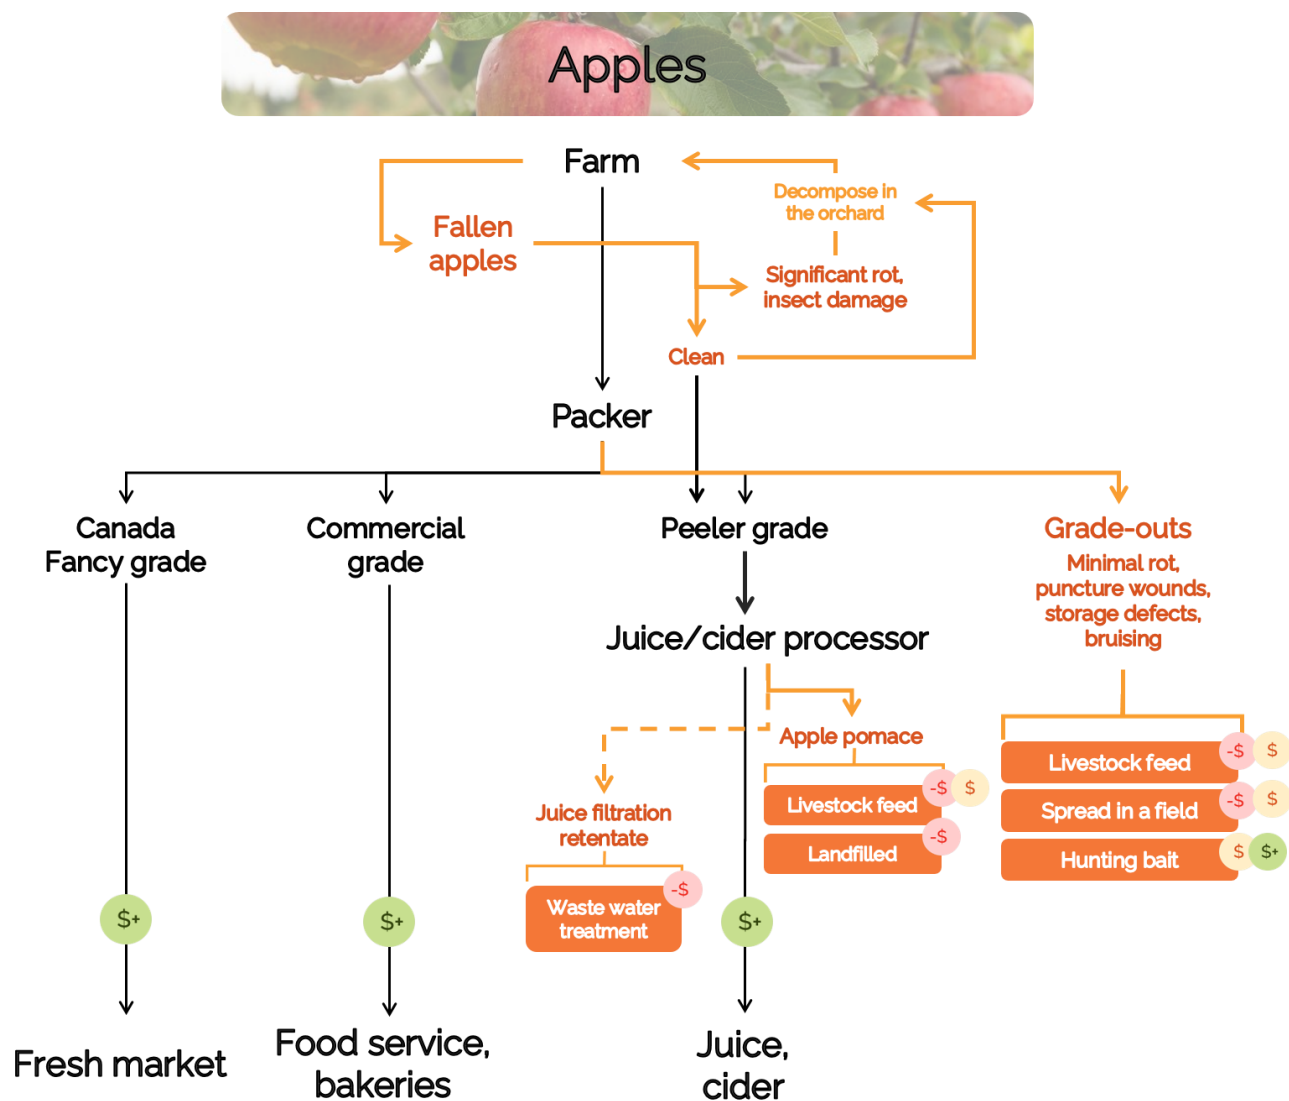 Apples
Farm
Decompose in
the orchard
Fallen
apples
Significant rot,
insect damage
Clean
Packer
Canada
Fancy grade
Commercial
grade
Peeler grade
Grade-outs
Minimal rot,
puncture wounds,
storage defects,
bruising
Juice/cider processor
Apple pomace
Livestock feed
-$
$
Landfilled
-$
Livestock feed
-$
$
Spread in a field
-$
$
Hunting bait
$
$+
Juice filtration
retentate
Waste water
treatment
-$
$+
$+
$+
Fresh market
Food service,
bakeries
Juice,
cider